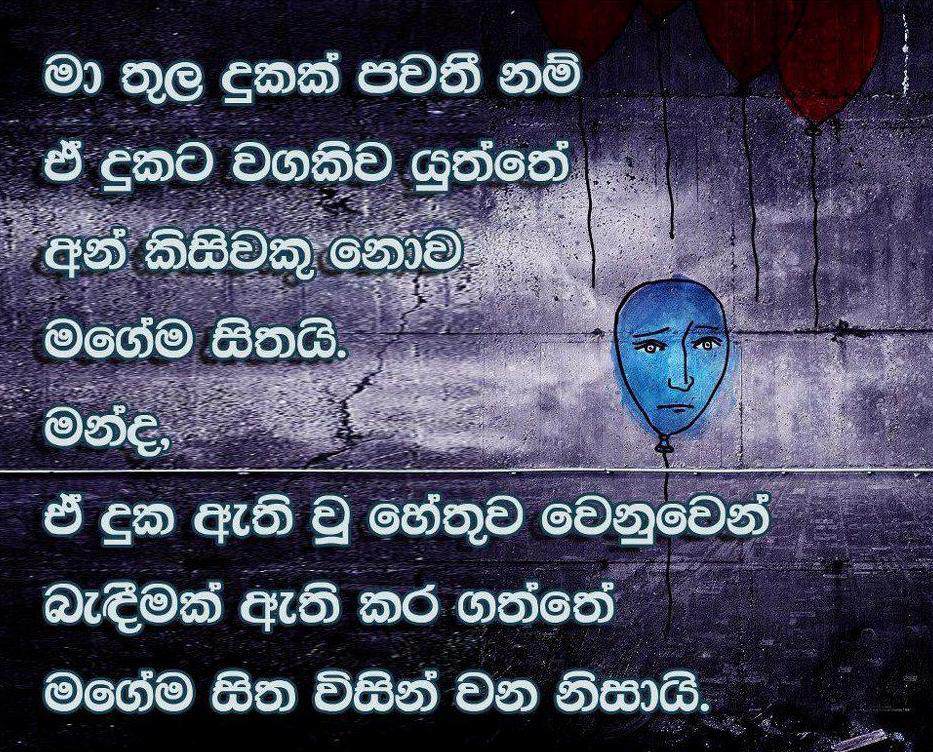 මා තුල දුකක් පවතී නම්
ඒ දුකට වගකිව යුත්තේ
අන් කිසිවකු නොව
මගේම සිතයි.
මන්ද,
ඒ දුක ඇති වූ හේතුව වෙනුවෙන්
බැඳීමක් ඇති කර ගත්තේ
මගේම සිත විසින් වන නිසායි.